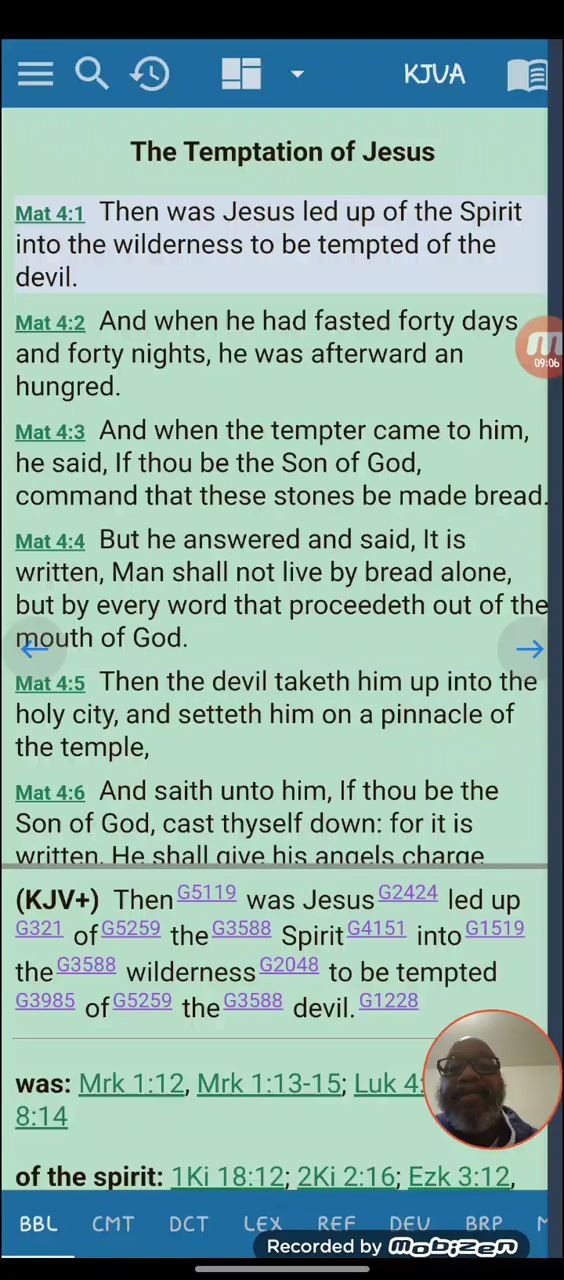 KJVA
The Temptation of Jesus
Mat 4:1 Then was Jesus led up of the Spirit
into the wilderness to be tempted of the
devil.
Mat 4:2 And when he had fasted forty days
and forty nights, he was afterward an
hungred.
09:06
Mat 4:3 And when the tempter came to him,
he said, If thou be the Son of God,
command that these stones be made bread.
Mat 4:4 But he answered and said, It is
written, Man shall not live by bread alone,
but by every word that proceedeth out of the
mouth of God.
Mat 4:5 Then the devil taketh him up into the
holy city, and setteth him on a pinnacle of
the temple,
Mat 4:6 And saith unto him, If thou be the
Son of God, cast thyself down: for it is
written, He shall give his angels charge
(KJV+) Then G5119 was Jesus G2424 led up
G321 of G5259 the G3588 Spirit G4151 into G1519
the G3588 wilderness G2048 to be tempted
G3985 of G5259 the G3588 devil. G1228
was: Mrk 1:12, Mrk 1:13-15; Luk 4:
8:14
of the spirit: 1Ki 18:12; 2Ki 2:16; Ezk 3:12,
BBL CMT DCT LEX REF DEV BRP M
Recorded by mobizen